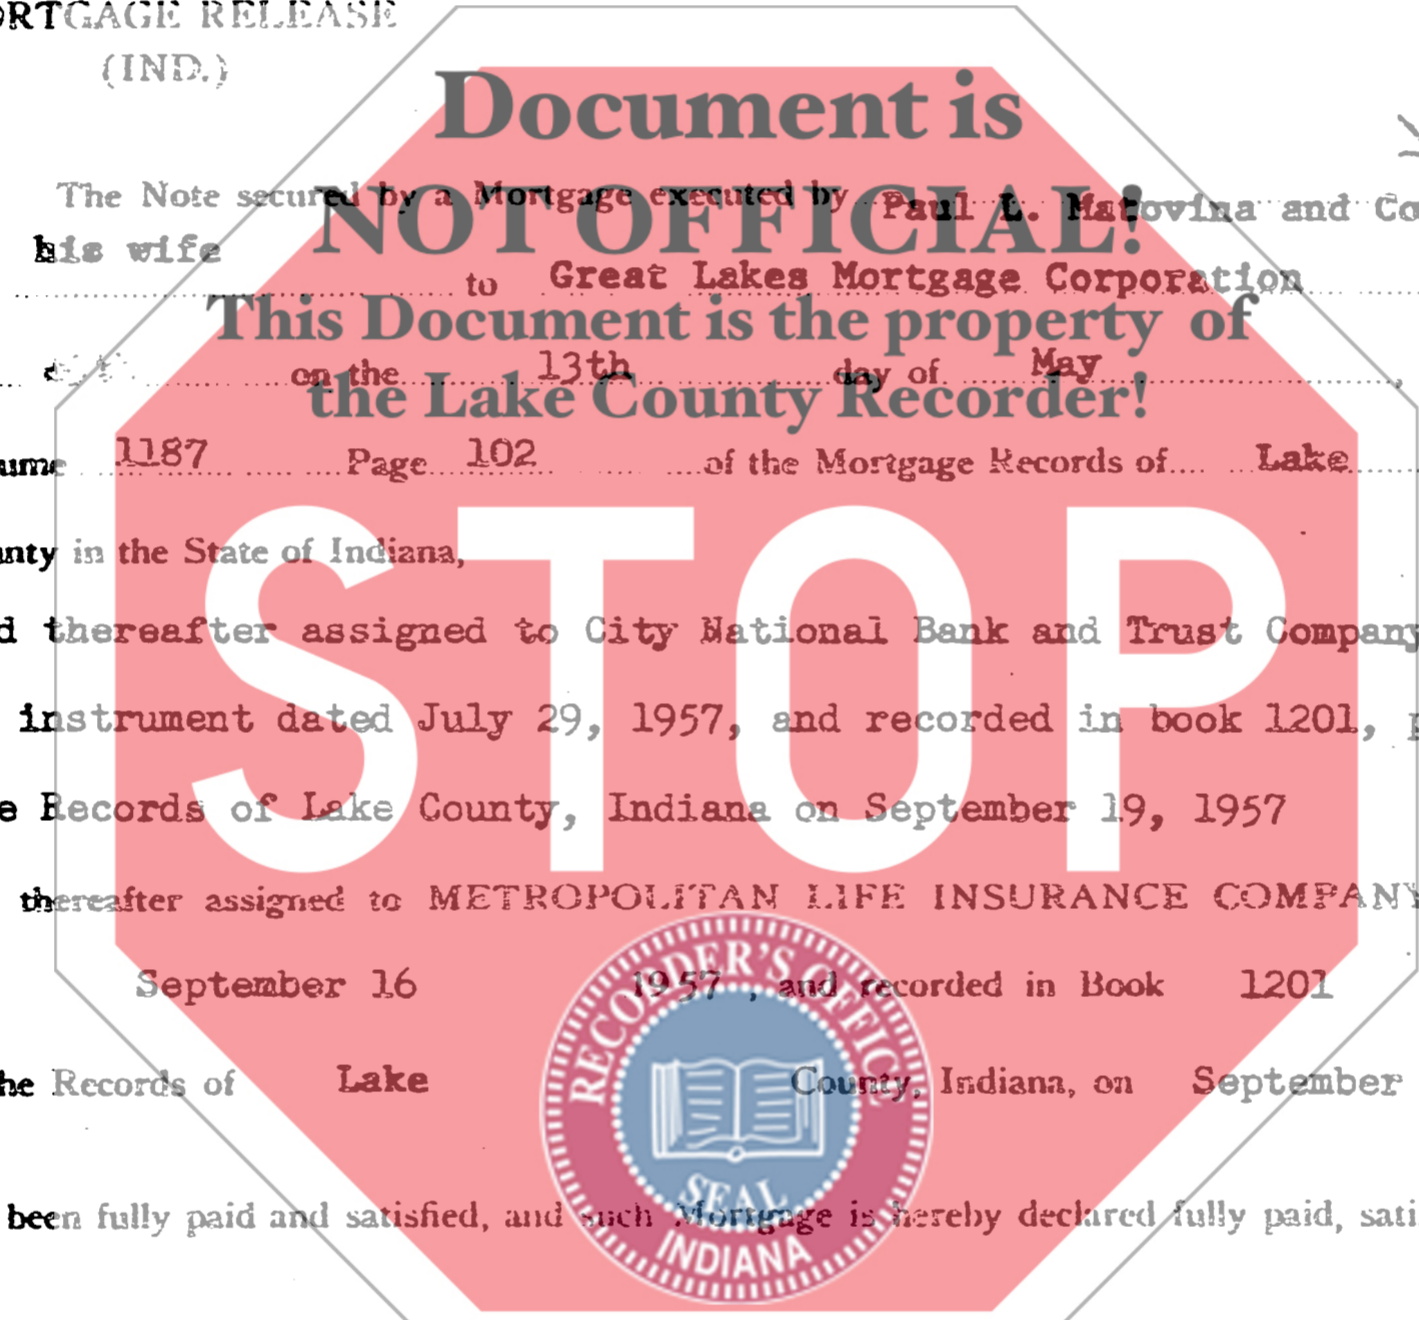 ORTGAGE RELEASE
(IND.)
Document is
NOT OFFICIAL!
This Document is the property of
the Lake County Recorder!
STOP
The Note secured by a Mortgage executed by Paul L. Matovina and Co
his wife
to Great Lakes Mortgage Corporation
on the 13th day of May,
ume 1187 Page 102 of the Mortgage Records of Lake
unty in the State of Indiana,
d thereafter assigned to City National Bank and Trust Company
instrument dated July 29, 1957, and recorded in book 1201, p
e Records of Lake County, Indiana on September 19, 1957
thereafter assigned to METROPOLITAN LIFE INSURANCE COMPANY
September 16 1957, and recorded in Book 1201
he Records of Lake County, Indiana, on September
been fully paid and satisfied, and such Mortgage is hereby declared fully paid, sati
RECORDER'S OFFICE
SEAL
INDIANA